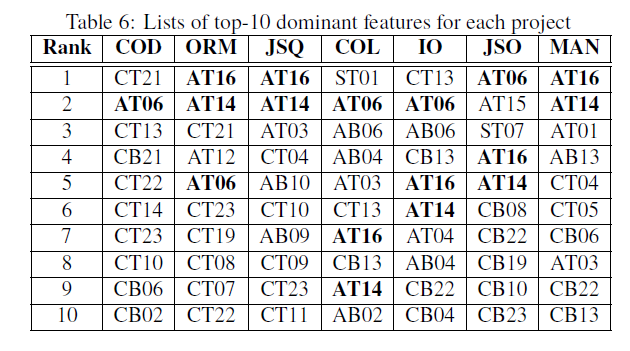 Table 6: Lists of top-10 dominant features for each project
Rank COD ORM JSQ COL IO JSO MAN
1 CT21 AT16 AT16 ST01 CT13 AT06 AT16
2 AT06 AT14 AT14 AT06 AT06 AT15 AT14
3 CT13 CT21 AT03 AB06 AB06 ST07 AT01
4 CB21 AT12 CT04 AB04 CB13 AT16 AB13
5 CT22 AT06 AB10 AT03 AT16 AT14 CT04
6 CT14 CT23 CT10 CT13 AT14 CB08 CT05
7 CT23 CT19 AB09 AT16 AT04 CB22 CB06
8 CT10 CT08 CT09 CB13 AB04 CB19 AT03
9 CB06 CT07 CT23 AT14 CB22 CB10 CB22
10 CB02 CT22 CT11 AB02 CB04 CB23 CB13